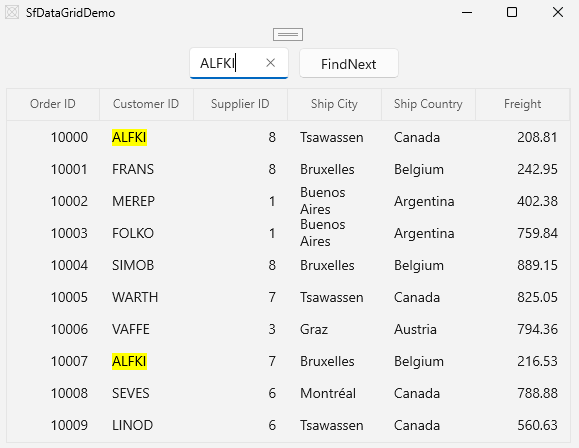 SfDataGridDemo
ALFKI FindNext
Order ID Customer ID Supplier ID Ship City Ship Country Freight
10000 ALFKI 8 Tsawassen Canada 208.81
10001 FRANS 8 Bruxelles Belgium 242.95
10002 MEREP 1 Buenos Aires Argentina 402.38
10003 FOLKO 1 Buenos Aires Argentina 759.84
10004 SIMOB 8 Bruxelles Belgium 889.15
10005 WARTH 7 Tsawassen Canada 825.05
10006 VAFFE 3 Graz Austria 794.36
10007 ALFKI 7 Bruxelles Belgium 216.53
10008 SEVES 6 Montréal Canada 788.88
10009 LINOD 6 Tsawassen Canada 560.63